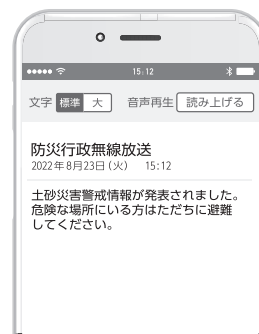 15:12
文字 標準 大 音声再生 読み上げる
防災行政無線放送
2022年8月23日（火） 15:12
土砂災害警戒情報が発表されました。
危険な場所にいる方はただちに避難
してください。